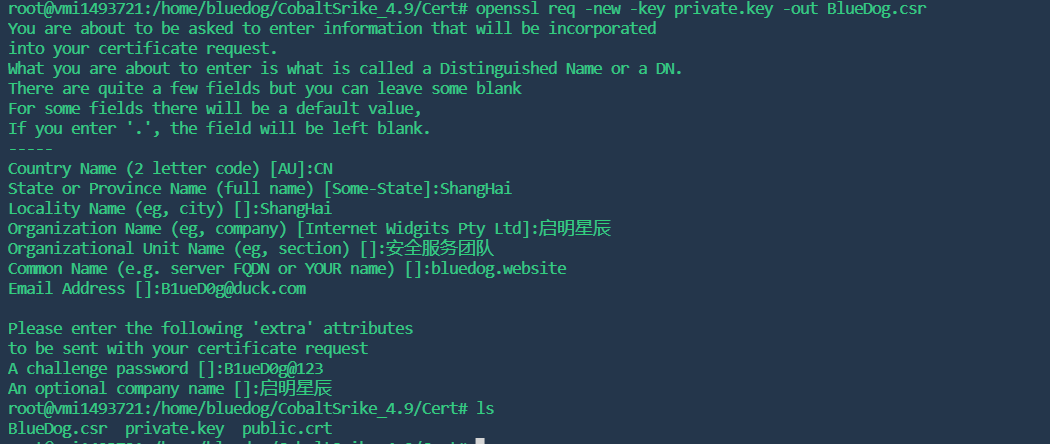 root@vmi1493721:/home/bluedog/CobaltSrike_4.9/Cert# openssl req -new -key private.key -out BlueDog.csr
You are about to be asked to enter information that will be incorporated
into your certificate request.
What you are about to enter is what is called a Distinguished Name or a DN.
There are quite a few fields but you can leave some blank
For some fields there will be a default value,
If you enter '.', the field will be left blank.
-----
Country Name (2 letter code) [AU]:CN
State or Province Name (full name) [Some-State]:ShangHai
Locality Name (eg, city) []:ShangHai
Organization Name (eg, company) [Internet Widgits Pty Ltd]:启明星辰
Organizational Unit Name (eg, section) []:安全服务团队
Common Name (e.g. server FQDN or YOUR name) []:bluedog.website
Email Address []:B1ueD0g@duck.com
Please enter the following 'extra' attributes
to be sent with your certificate request
A challenge password []:B1ueD0g@123
An optional company name []:启明星辰
root@vmi1493721:/home/bluedog/CobaltSrike_4.9/Cert# ls
BlueDog.csr  private.key  public.crt
root@vmi1493721:/home/bluedog/CobaltSrike_4.9/Cert#